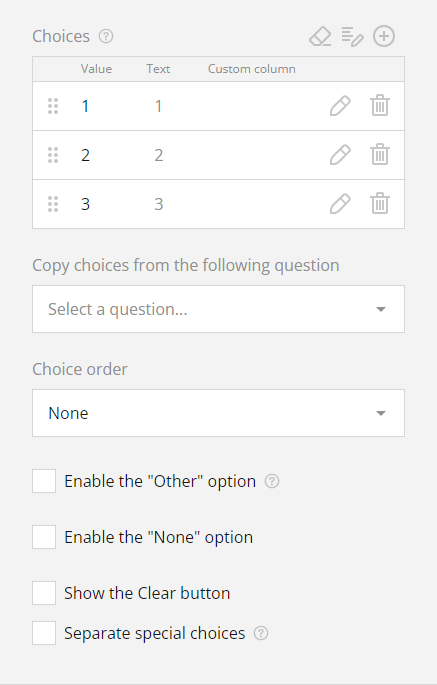 Choices
Value Text Custom column
1 1
2 2
3 3
Copy choices from the following question
Select a question...
Choice order
None
Enable the "Other" option
Enable the "None" option
Show the Clear button
Separate special choices